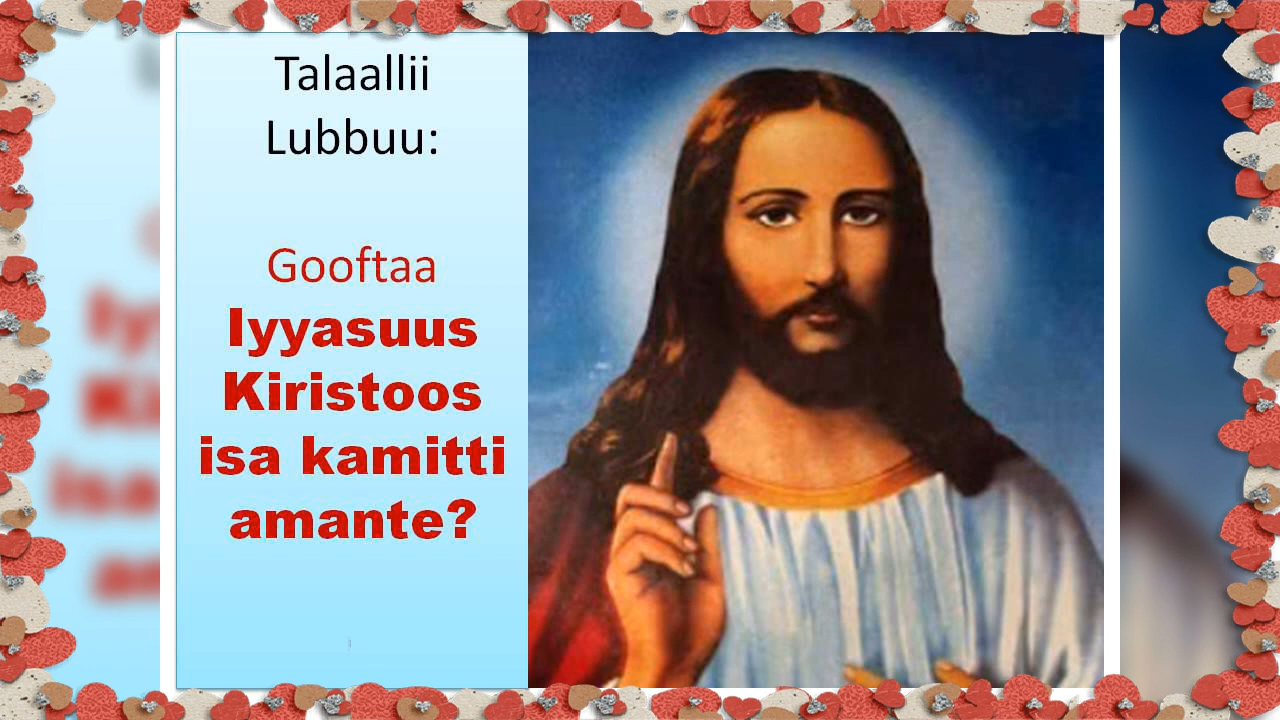 Talaallii
Lubbuu:
Gooftaa
Iyyasuus
Kiristoos
isa kamitti
amante?